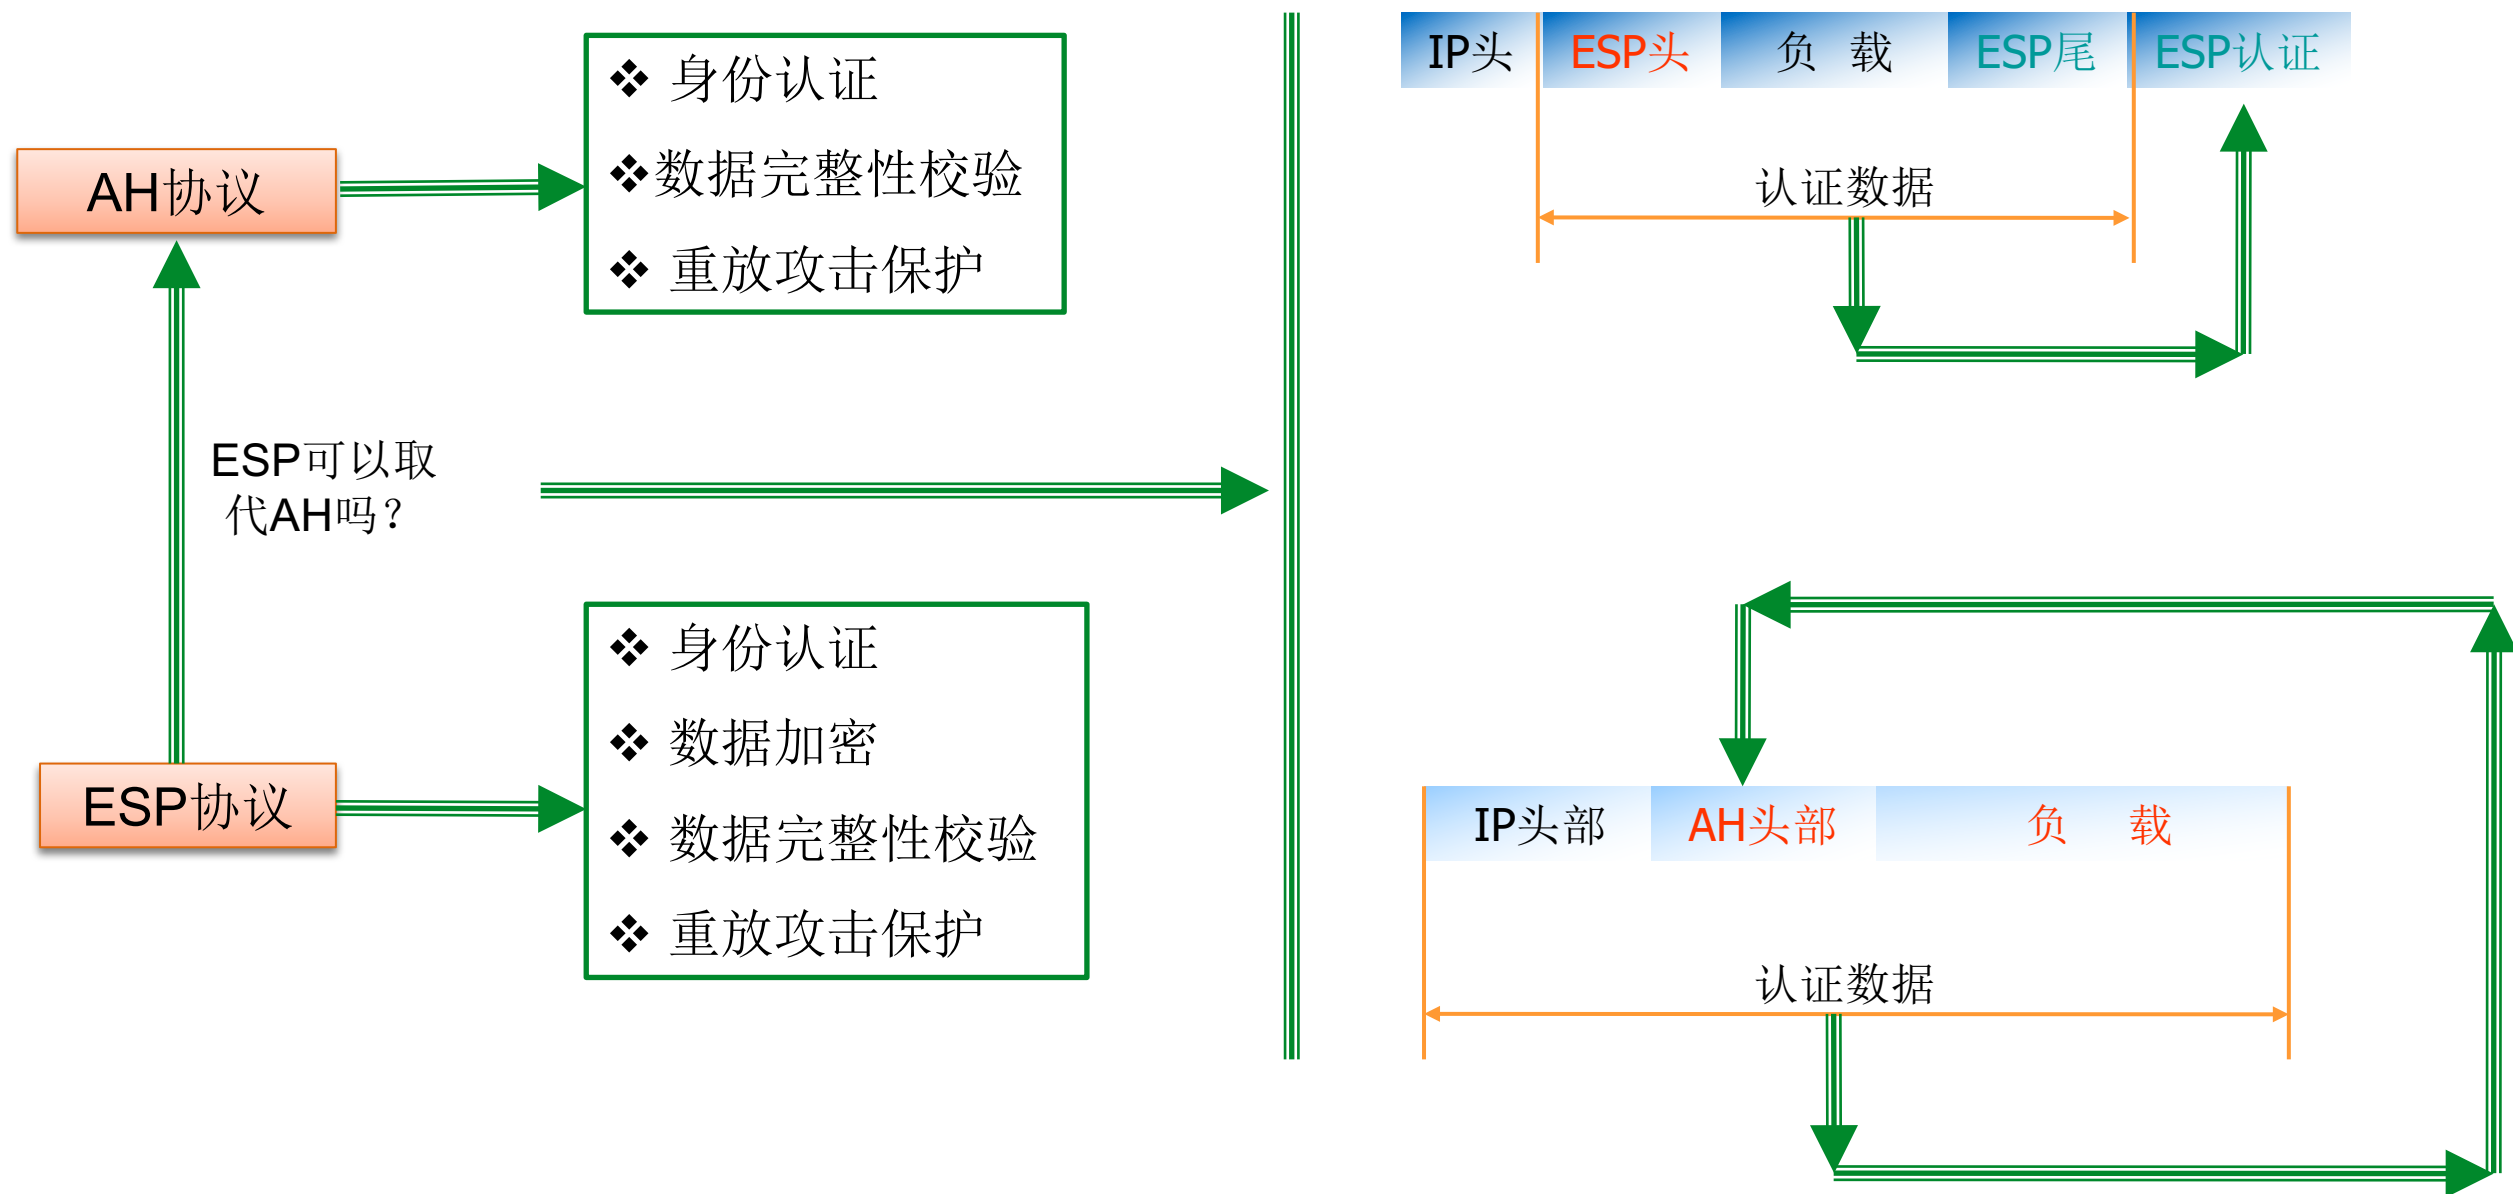 AH协议
❖ 身份认证
❖ 数据完整性校验
❖ 重放攻击保护
ESP可以取
代AH吗?
ESP协议
❖ 身份认证
❖ 数据加密
❖ 数据完整性校验
❖ 重放攻击保护
IP头 ESP头 负 载 ESP尾 ESP认证
认证数据
IP头部 AH头部 负 载
认证数据